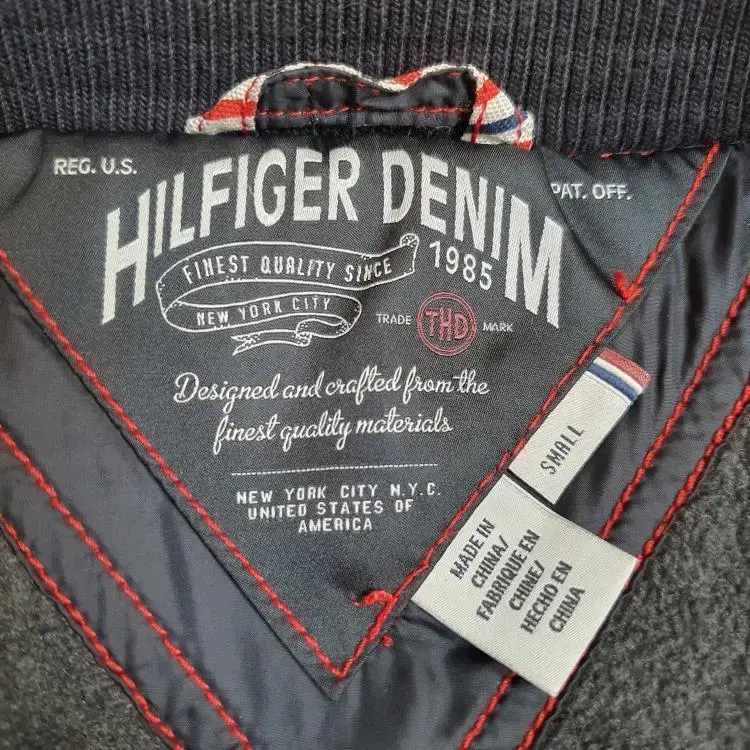 REG. U.S.
PAT. OFF.
HILFIGER DENIM
FINEST QUALITY SINCE
1985
NEW YORK CITY
TRADE THD MARK
Designed and crafted from the
finest quality materials
NEW YORK CITY N.Y.C.
UNITED STATES OF
AMERICA
SMALL
MADE IN
CHINA/
FABRIQUE EN
CHINE/
HECHO EN
CHINA